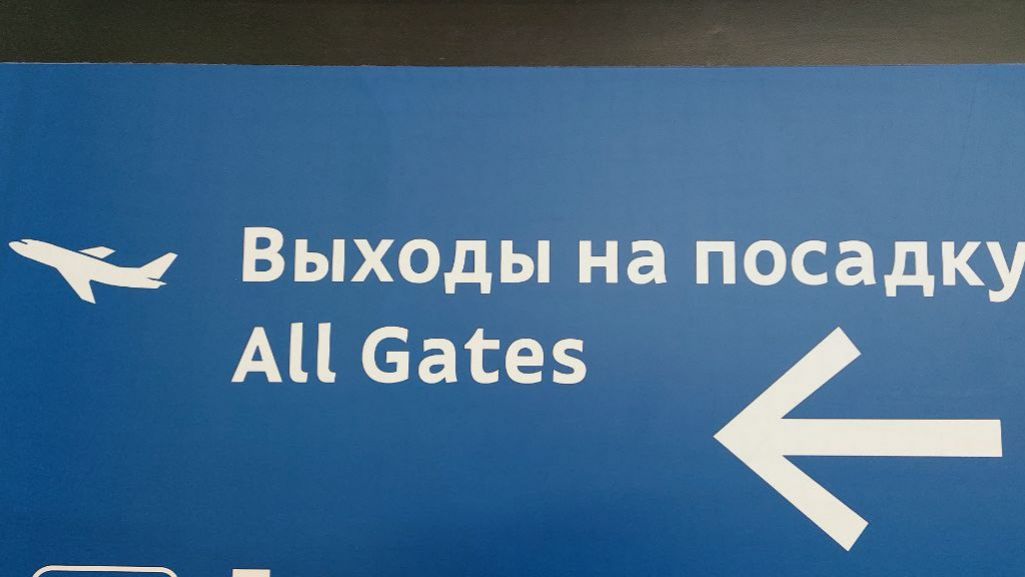 Выходы на посадку
All Gates